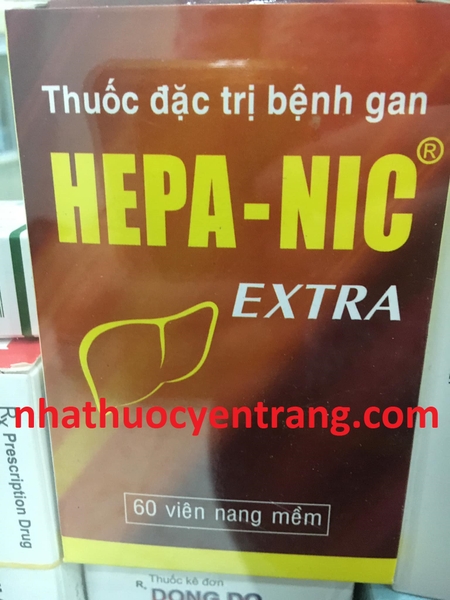 Thuốc đặc trị bệnh gan
HEPA-NIC®
EXTRA
nhathuocyentrang.com
60 viên nang mềm
Rx Prescription Drug
R. Thuốc kê đơn
DONG DO